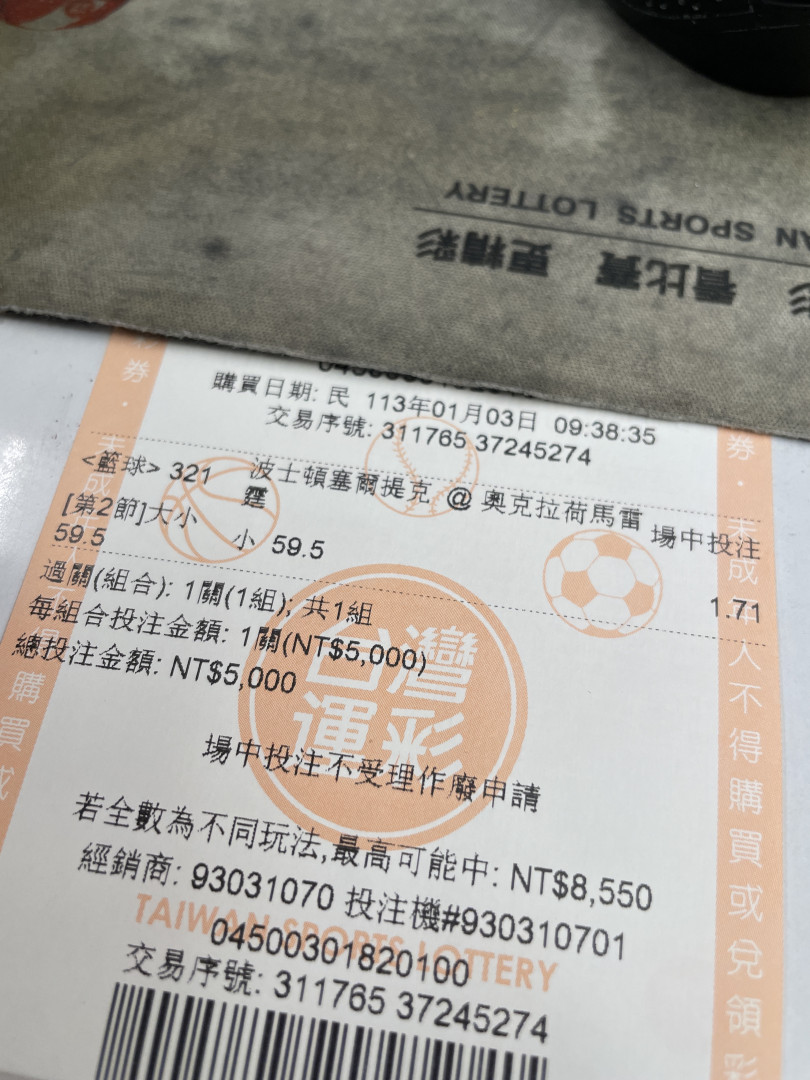 AN SPORTS LOTTERY
看比賽 更精彩
購買日期: 民 113年01月03日 09:38:35
交易序號: 311765 37245274
<籃球> 321 波士頓塞爾提克 @ 奧克拉荷馬雷霆 場中投注
[第2節]大小 小 59.5 1.71
59.5
過關(組合): 1關(1組); 共1組
每組合投注金額: 1關(NT$5,000)
總投注金額: NT$5,000
台灣
運彩
場中投注不受理作廢申請
若全數為不同玩法,最高可能中: NT$8,550
經銷商: 93031070 投注機#930310701
TAIWAN SPORTS LOTTERY
04500301820100
交易序號: 311765 37245274
券・未成年人不得購買或兌領彩
購買或